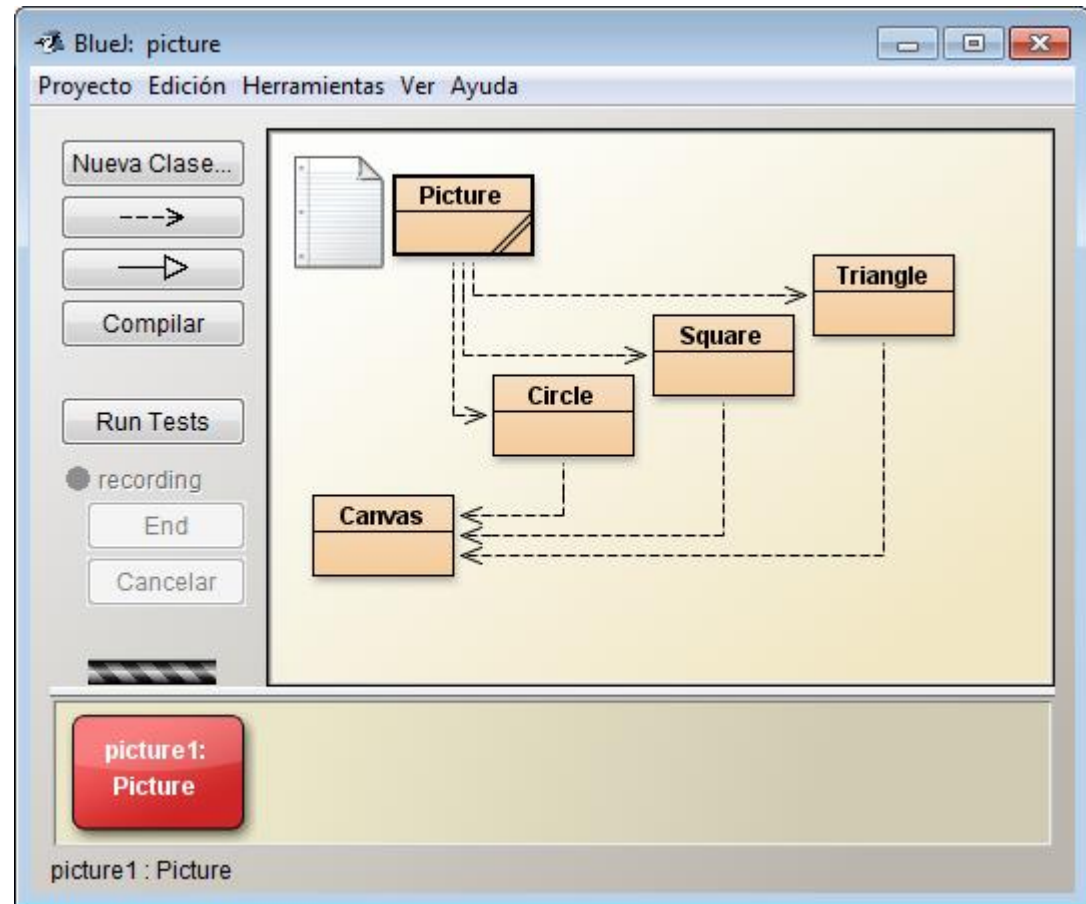 BlueJ: picture
Proyecto Edición Herramientas Ver Ayuda
Nueva Clase...
Compilar
Run Tests
recording
End
Cancelar
Picture
Triangle
Square
Circle
Canvas
picture1:
Picture
picture1 : Picture